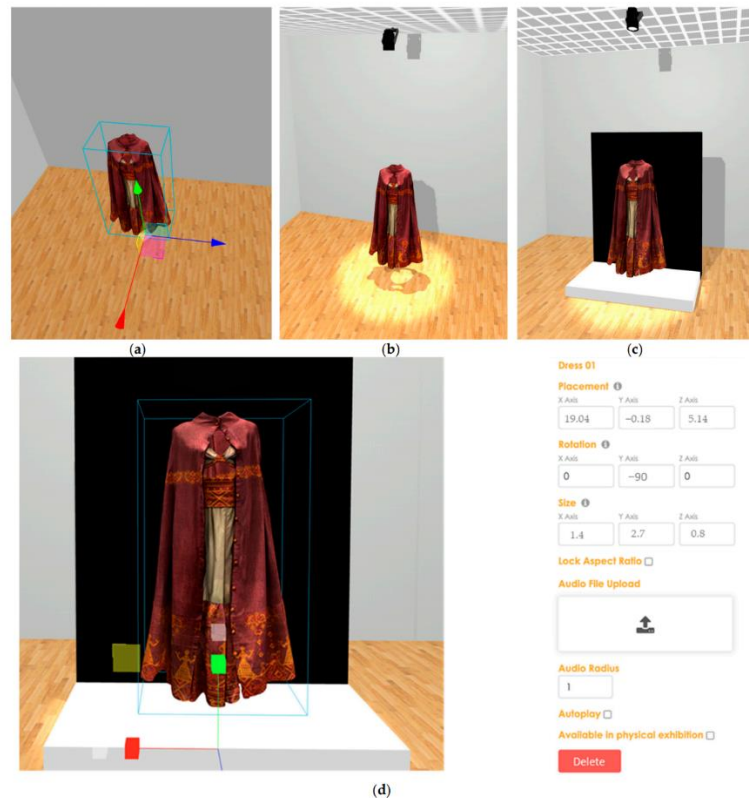 (a)
(b)
(c)
Dress 01
Placement
X Axis Y Axis Z Axis
19.04 −0.18 5.14
Rotation
X Axis Y Axis Z Axis
0 −90 0
Size
X Axis Y Axis Z Axis
1.4 2.7 0.8
Lock Aspect Ratio
Audio File Upload
Audio Radius
1
Autoplay
Available in physical exhibition
Delete
(d)